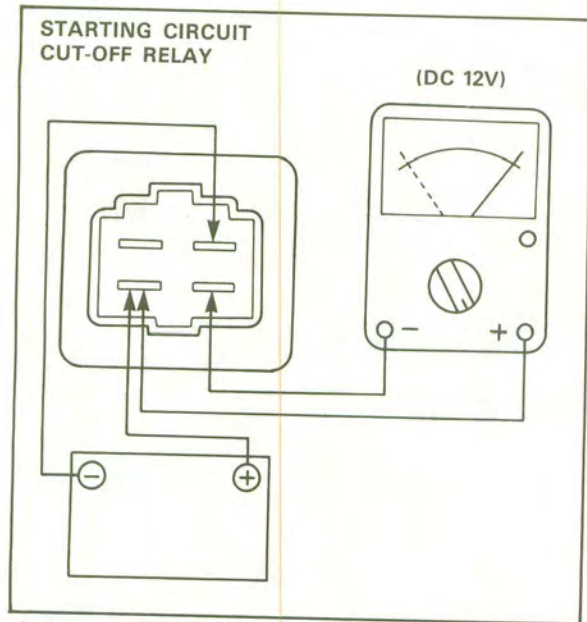 STARTING CIRCUIT
CUT-OFF RELAY
(DC 12V)
− +
− +